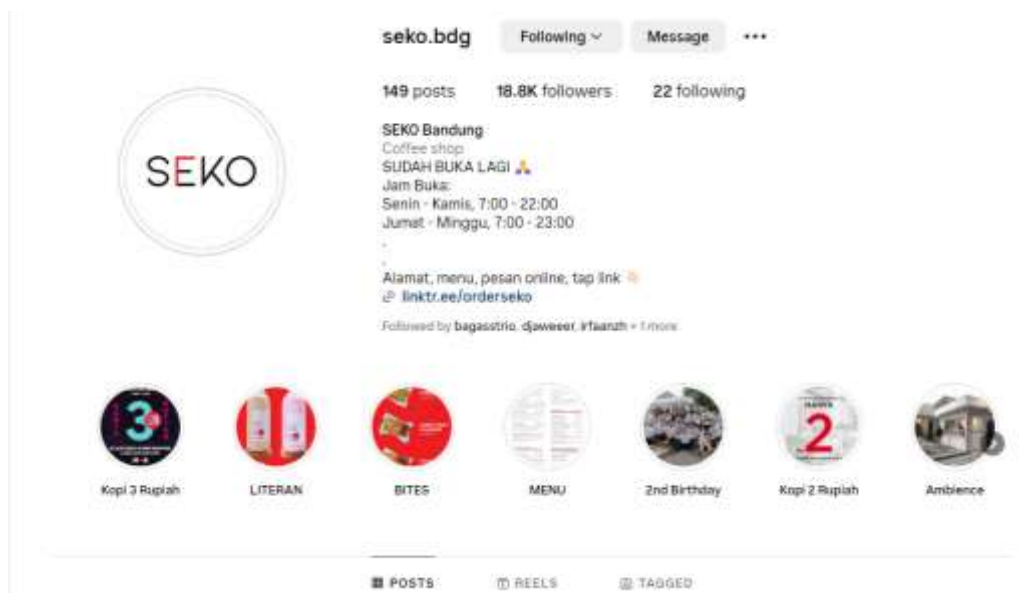 seko.bdg Following Message
149 posts 18.8K followers 22 following
SEKO
SEKO Bandung
Coffee shop
SUDAH BUKA LAGI
Jam Buka:
Senin - Kamis, 7:00 - 22:00
Jumat - Minggu, 7:00 - 23:00
.
.
Alamat, menu, pesan online, tap link
linktr.ee/orderseko
Followed by bagasstrio, djaweeer, irfaanzh + 1 more
3
2
Kopi 3 Rupiah LITERAN BITES MENU 2nd Birthday Kopi 2 Rupiah Ambience
POSTS REELS TAGGED